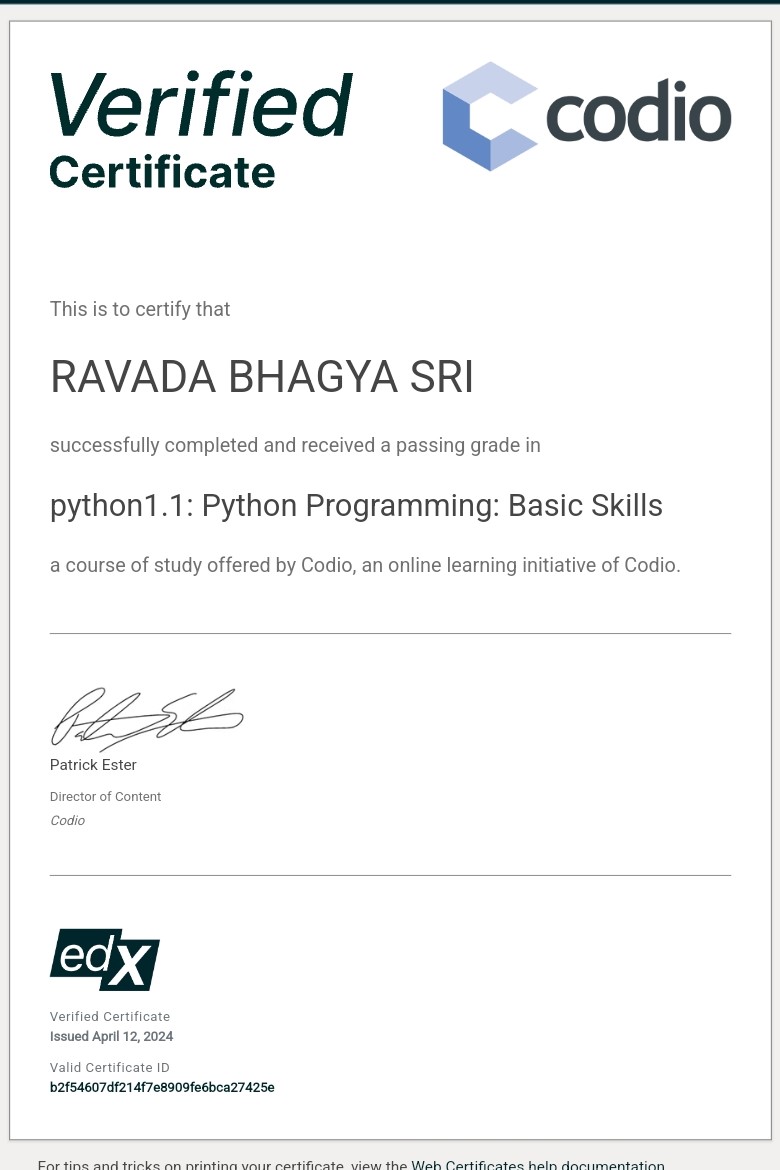 Verified
Certificate
codio
This is to certify that
RAVADA BHAGYA SRI
successfully completed and received a passing grade in
python1.1: Python Programming: Basic Skills
a course of study offered by Codio, an online learning initiative of Codio.
Patrick Ester
Director of Content
Codio
edX
Verified Certificate
Issued April 12, 2024
Valid Certificate ID
b2f54607df214f7e8909fe6bca27425e
For tips and tricks on printing your certificate, view the Web Certificates help documentation